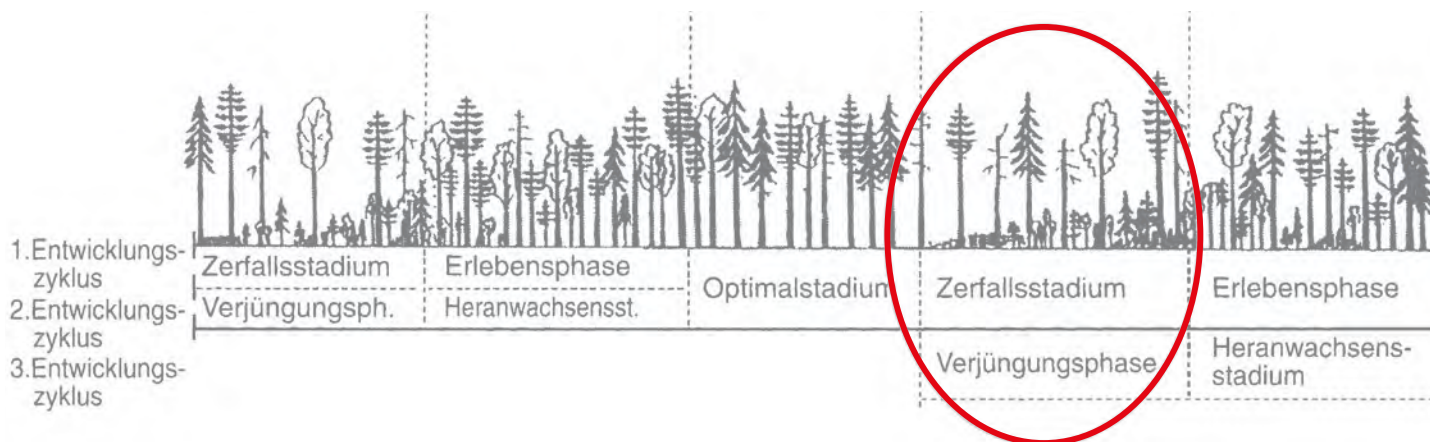 1.Entwicklungs-
zyklus
2.Entwicklungs-
zyklus
3.Entwicklungs-
zyklus
Zerfallsstadium
Verjüngungsph.
Erlebensphase
Heranwachsensst.
Optimalstadium
Zerfallsstadium
Verjüngungsphase
Erlebensphase
Heranwachsens-
stadium